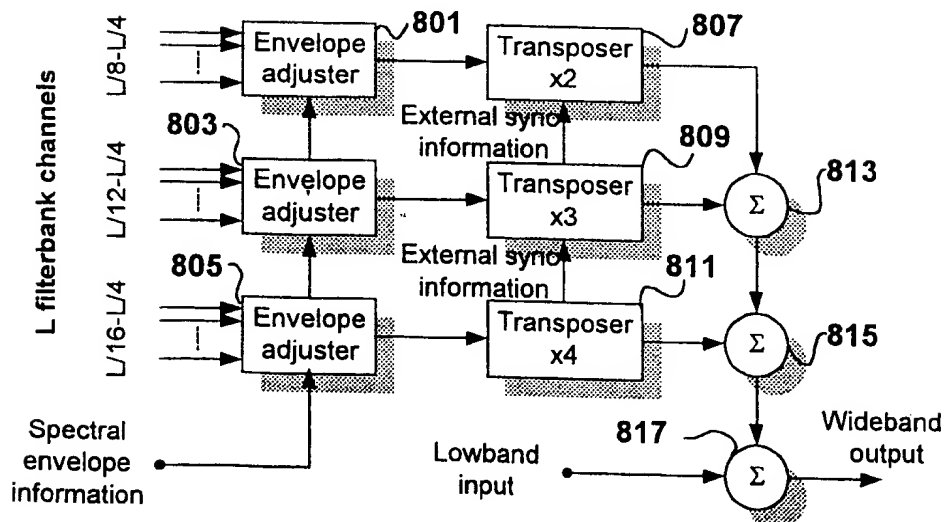 L filterbank channels
L/8-L/4
Envelope
adjuster
801
Transposer
x2
807
External sync
information
803
L/12-L/4
Envelope
adjuster
Transposer
x3
809
Σ
813
External sync
information
805
L/16-L/4
Envelope
adjuster
Transposer
x4
811
Σ
815
Spectral
envelope
information
Lowband
input
817
Σ
Wideband
output